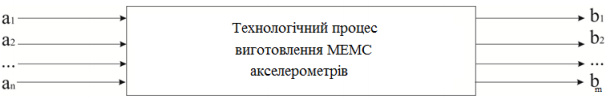 a1
a2
...
an
Технологічний процес
виготовлення МЕМС
акселерометрів
b1
b2
...
bm